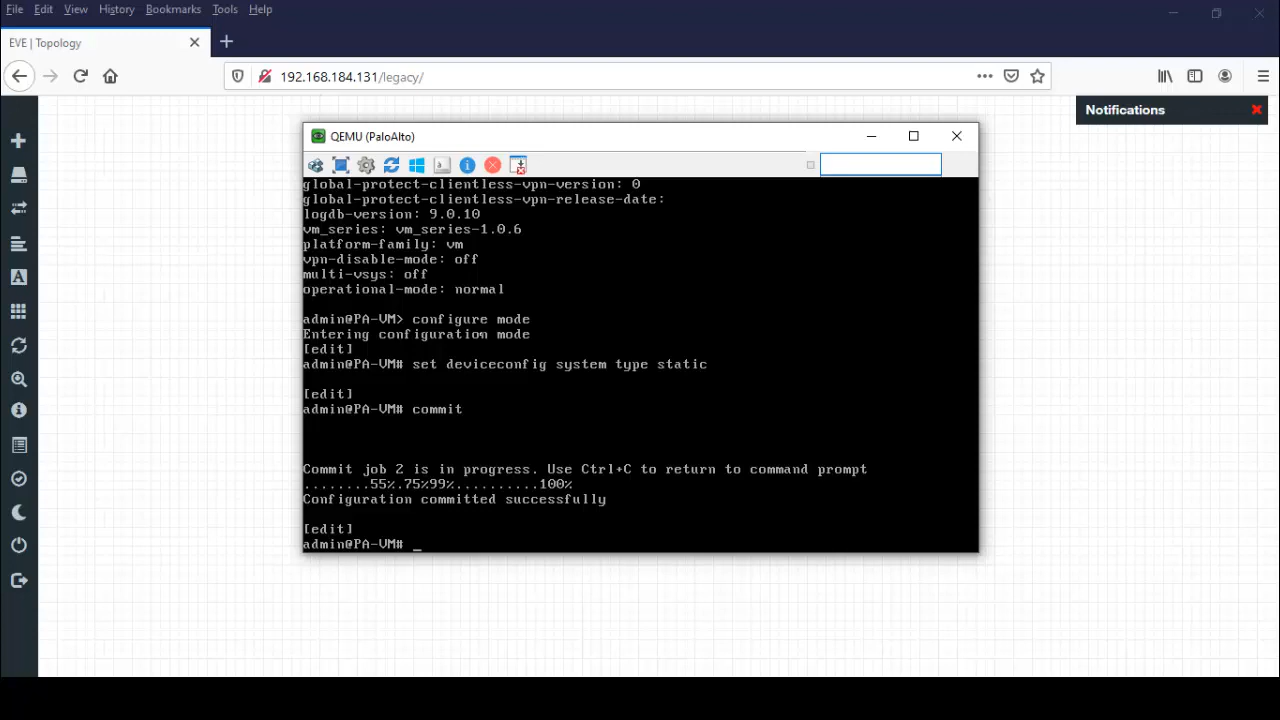 File Edit View History Bookmarks Tools Help
EVE | Topology
192.168.184.131/legacy/
Notifications
QEMU (PaloAlto)
global-protect-clientless-vpn-version: 0
global-protect-clientless-vpn-release-date:
logdb-version: 9.0.10
vm_series: vm_series-1.0.6
platform-family: vm
vpn-disable-mode: off
multi-vsys: off
operational-mode: normal
admin@PA-VM> configure mode
Entering configuration mode
[edit]
admin@PA-VM# set deviceconfig system type static
[edit]
admin@PA-VM# commit
Commit job 2 is in progress. Use Ctrl+C to return to command prompt
........55%.75%99%..........100%
Configuration committed successfully
[edit]
admin@PA-VM# _